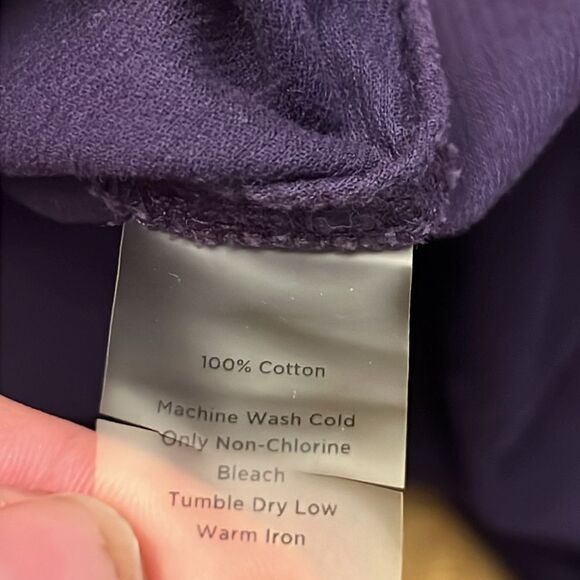 100% Cotton
Machine Wash Cold
Only Non-Chlorine
Bleach
Tumble Dry Low
Warm Iron